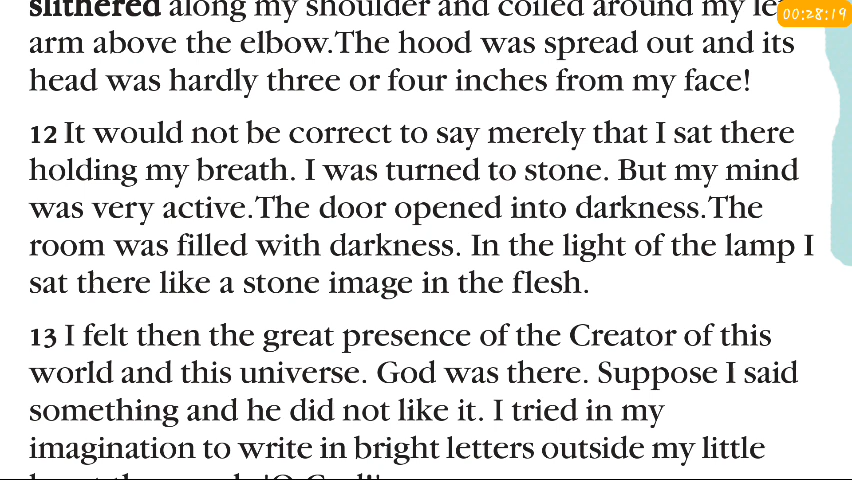 slithered along my shoulder and coiled around my
00:28:19
arm above the elbow.The hood was spread out and its
head was hardly three or four inches from my face!
12 It would not be correct to say merely that I sat there
holding my breath. I was turned to stone. But my mind
was very active.The door opened into darkness.The
room was filled with darkness. In the light of the lamp I
sat there like a stone image in the flesh.
13 I felt then the great presence of the Creator of this
world and this universe. God was there. Suppose I said
something and he did not like it. I tried in my
imagination to write in bright letters outside my little